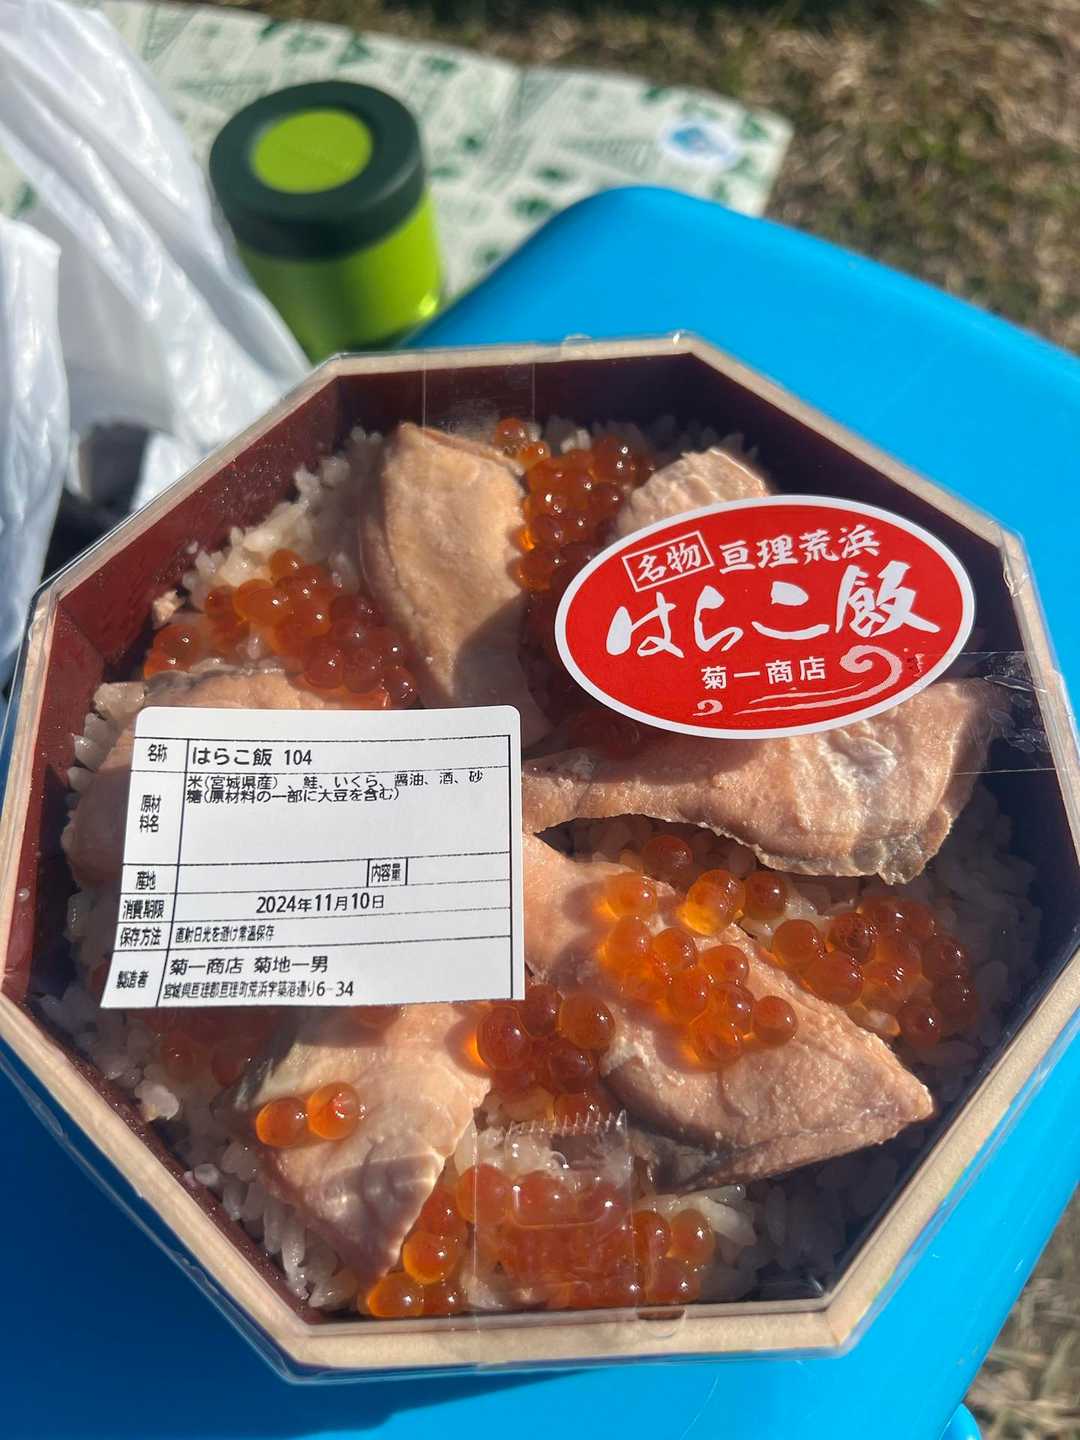 名物 亘理荒浜
はらこ飯
菊一商店
名称 はらこ飯 104
原材料名 米(宮城県産)、鮭、いくら、醤油、酒、砂
糖(原材料の一部に大豆を含む)
産地 内容量
消費期限 2024年11月10日
保存方法 直射日光を避け常温保存
製造者 菊一商店 菊地一男
宮城県亘理郡亘理町荒浜字築港通り6-34